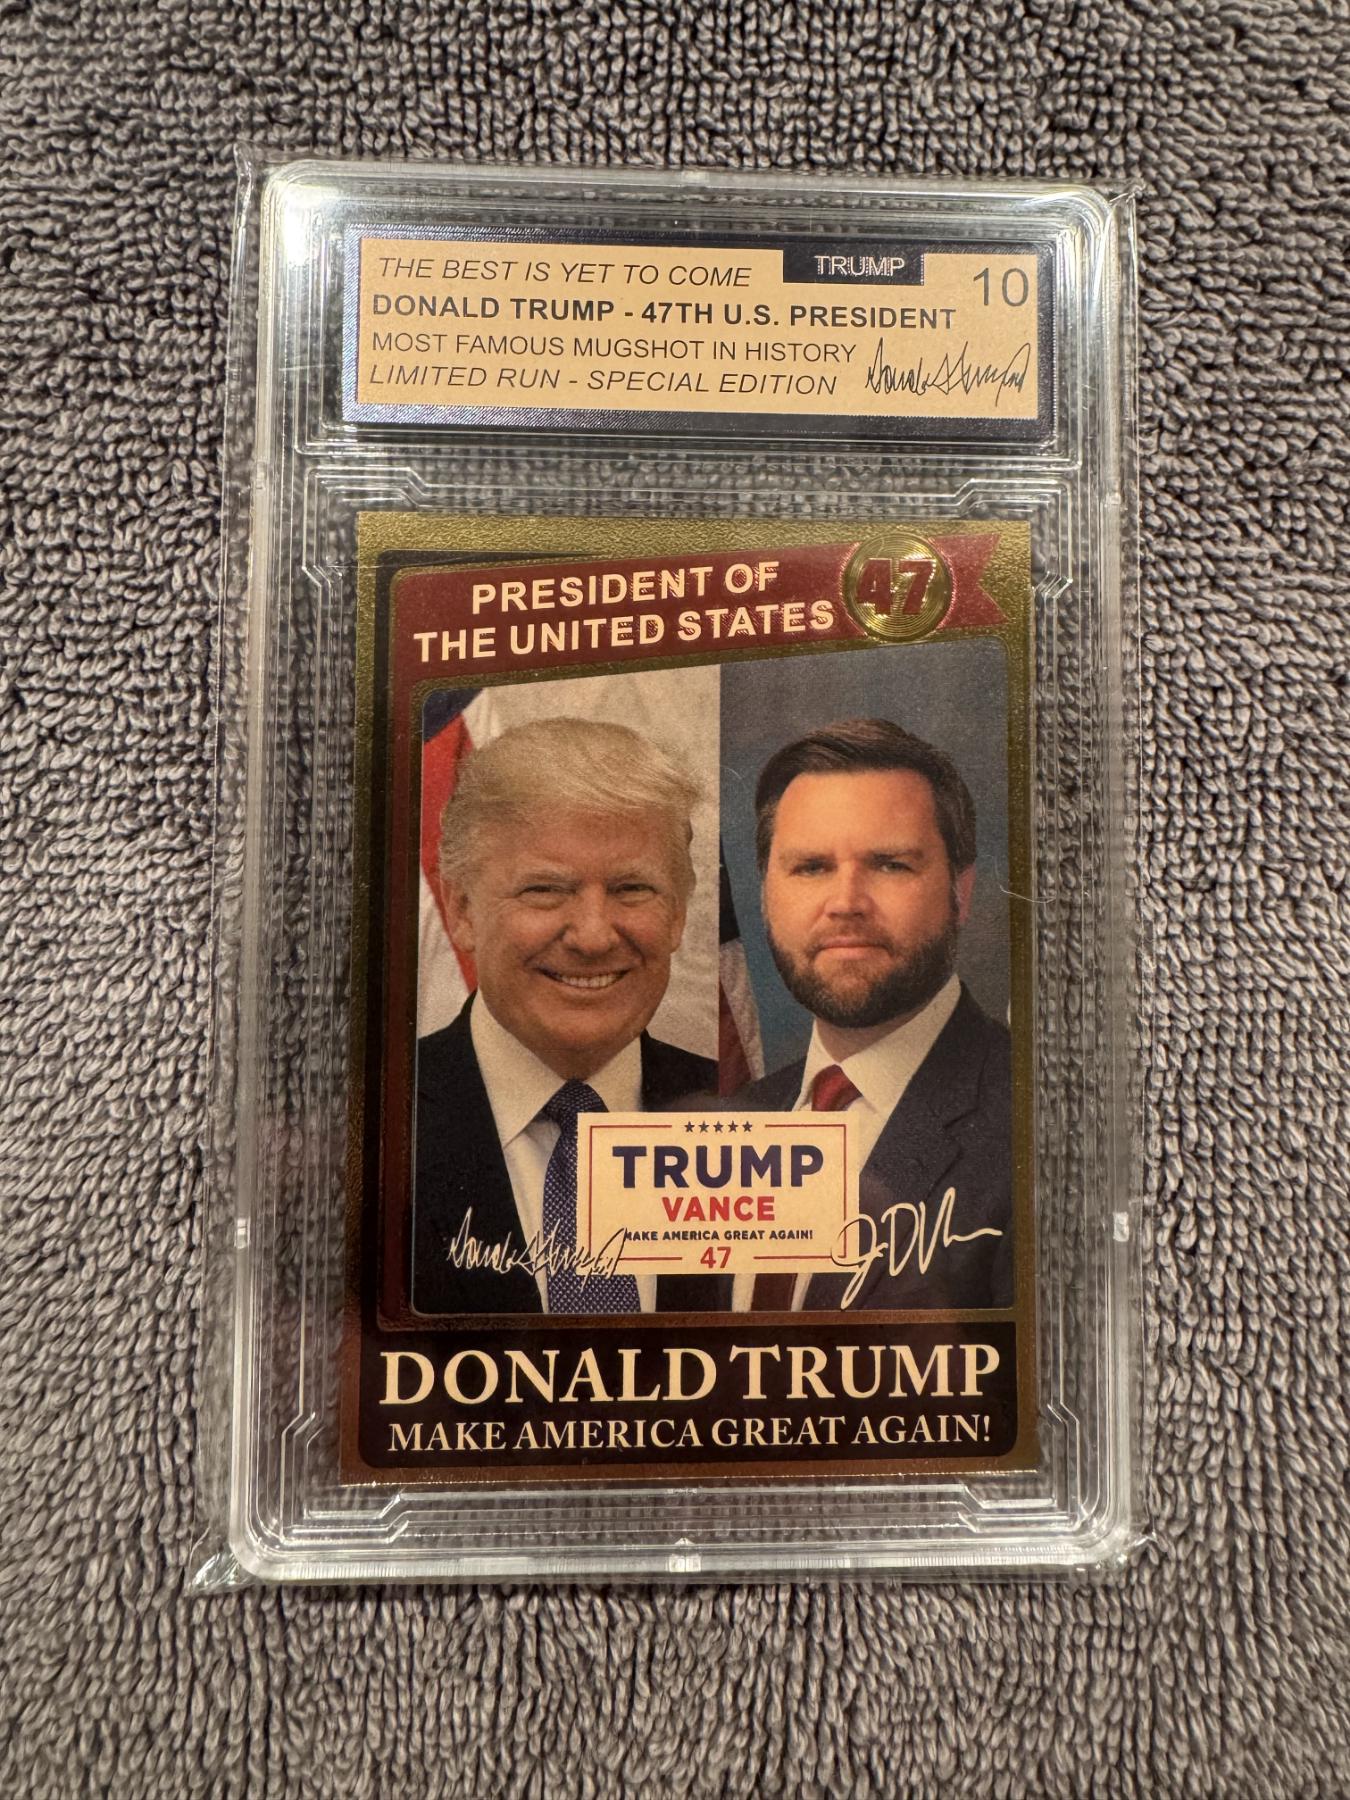 THE BEST IS YET TO COME
TRUMP
10
DONALD TRUMP - 47TH U.S. PRESIDENT
MOST FAMOUS MUGSHOT IN HISTORY
LIMITED RUN - SPECIAL EDITION
PRESIDENT OF
THE UNITED STATES
47
TRUMP
VANCE
MAKE AMERICA GREAT AGAIN!
47
DONALD TRUMP
MAKE AMERICA GREAT AGAIN!